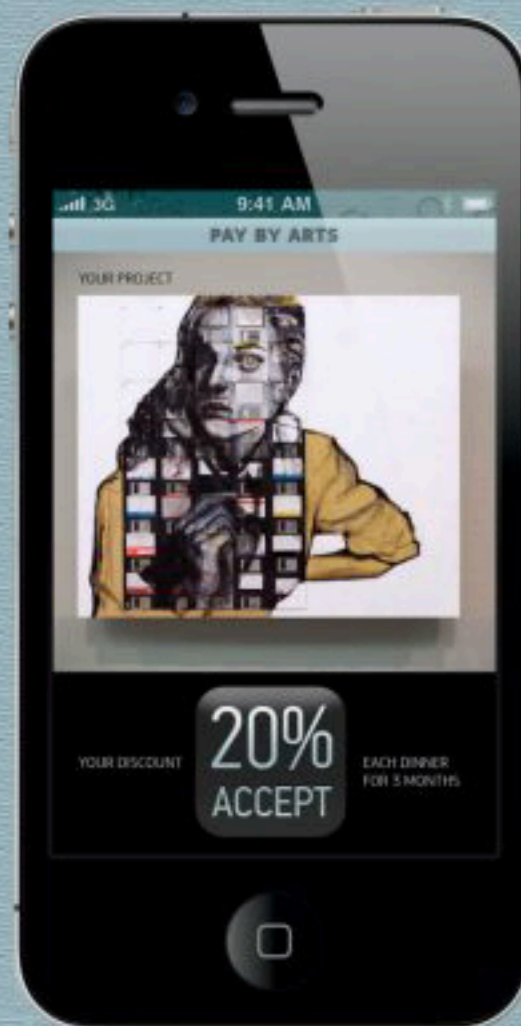 3G 9:41 AM
PAY BY ARTS
YOUR PROJECT
YOUR DISCOUNT
20%
ACCEPT
EACH DINNER
FOR 3 MONTHS